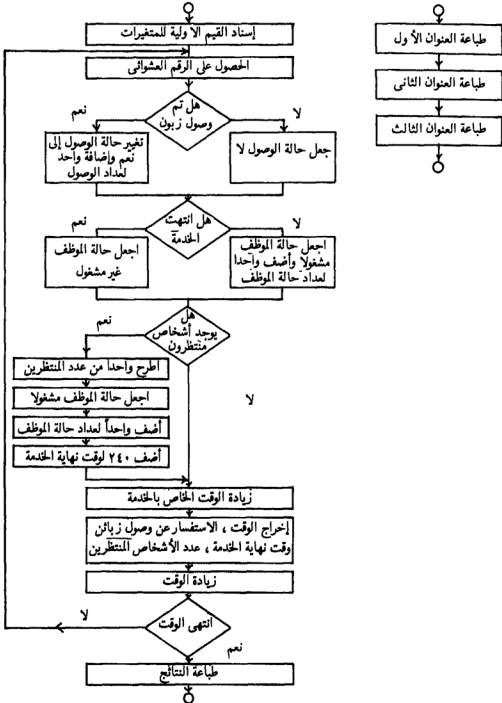 إسناد القيم الاولية للمتغيرات
الحصول على الرقم العشوائى
هل تم
وصول زبون
نعم
لا
تغيير حالة الوصول إلى
نعم وإضافة واحد
لعداد الوصول
جعل حالة الوصول لا
هل انتهت
الخدمة
نعم
لا
اجعل حالة الموظف
غير مشغول
اجعل حالة الموظف
مشغولا وأضف واحدا
لعداد حالة الموظف
هل
يوجد أشخاص
منتظرون
نعم
لا
اطرح واحدا من عدد المنتظرين
اجعل حالة الموظف مشغولا
أضف واحداً لعداد حالة الموظف
أضف ٢٤٠ لوقت نهاية الخدمة
زيادة الوقت الخاص بالخدمة
إخراج الوقت ، الاستفسار عن وصول زبائن
وقت نهاية الخدمة ، عدد الأشخاص المنتظرين
زيادة الوقت
انتهى الوقت
لا
نعم
طباعة النتائج
طباعة العنوان الأول
طباعة العنوان الثانى
طباعة العنوان الثالث